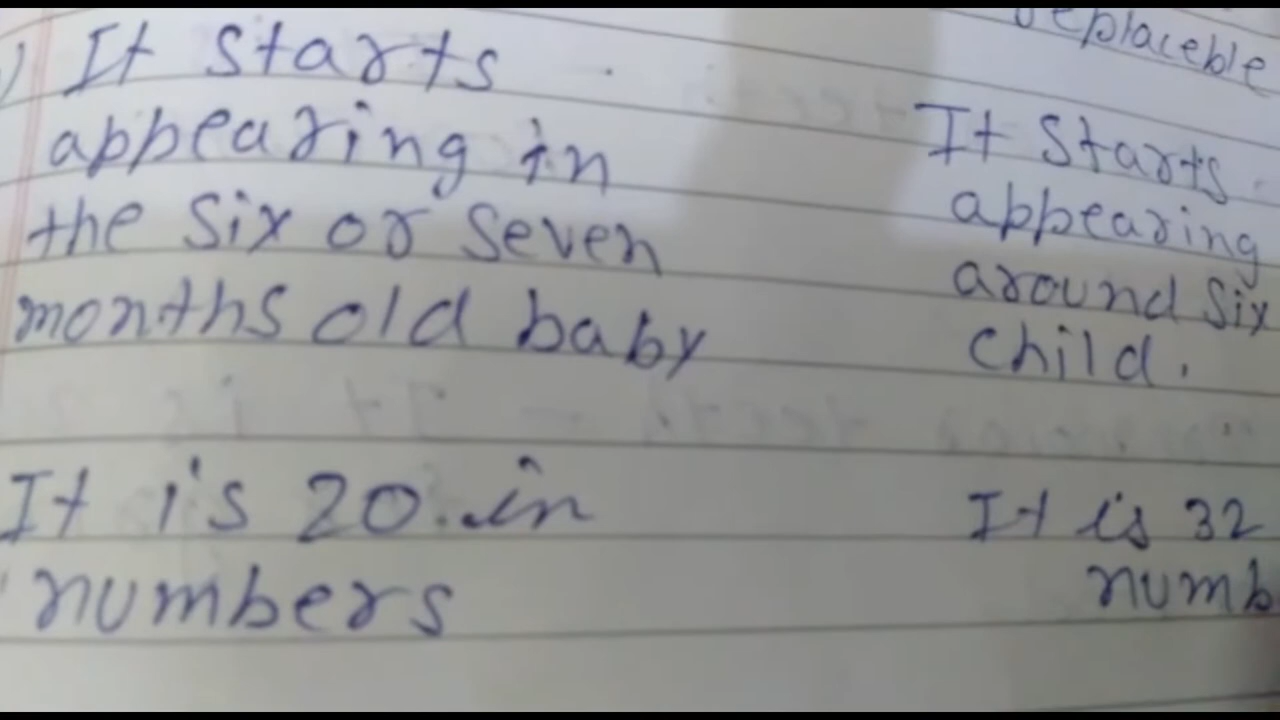 It starts
appearing in
the six or seven
months old baby
It is 20 in
numbers
replaceble
It starts
appearing
around six
child.
It is 32
numb